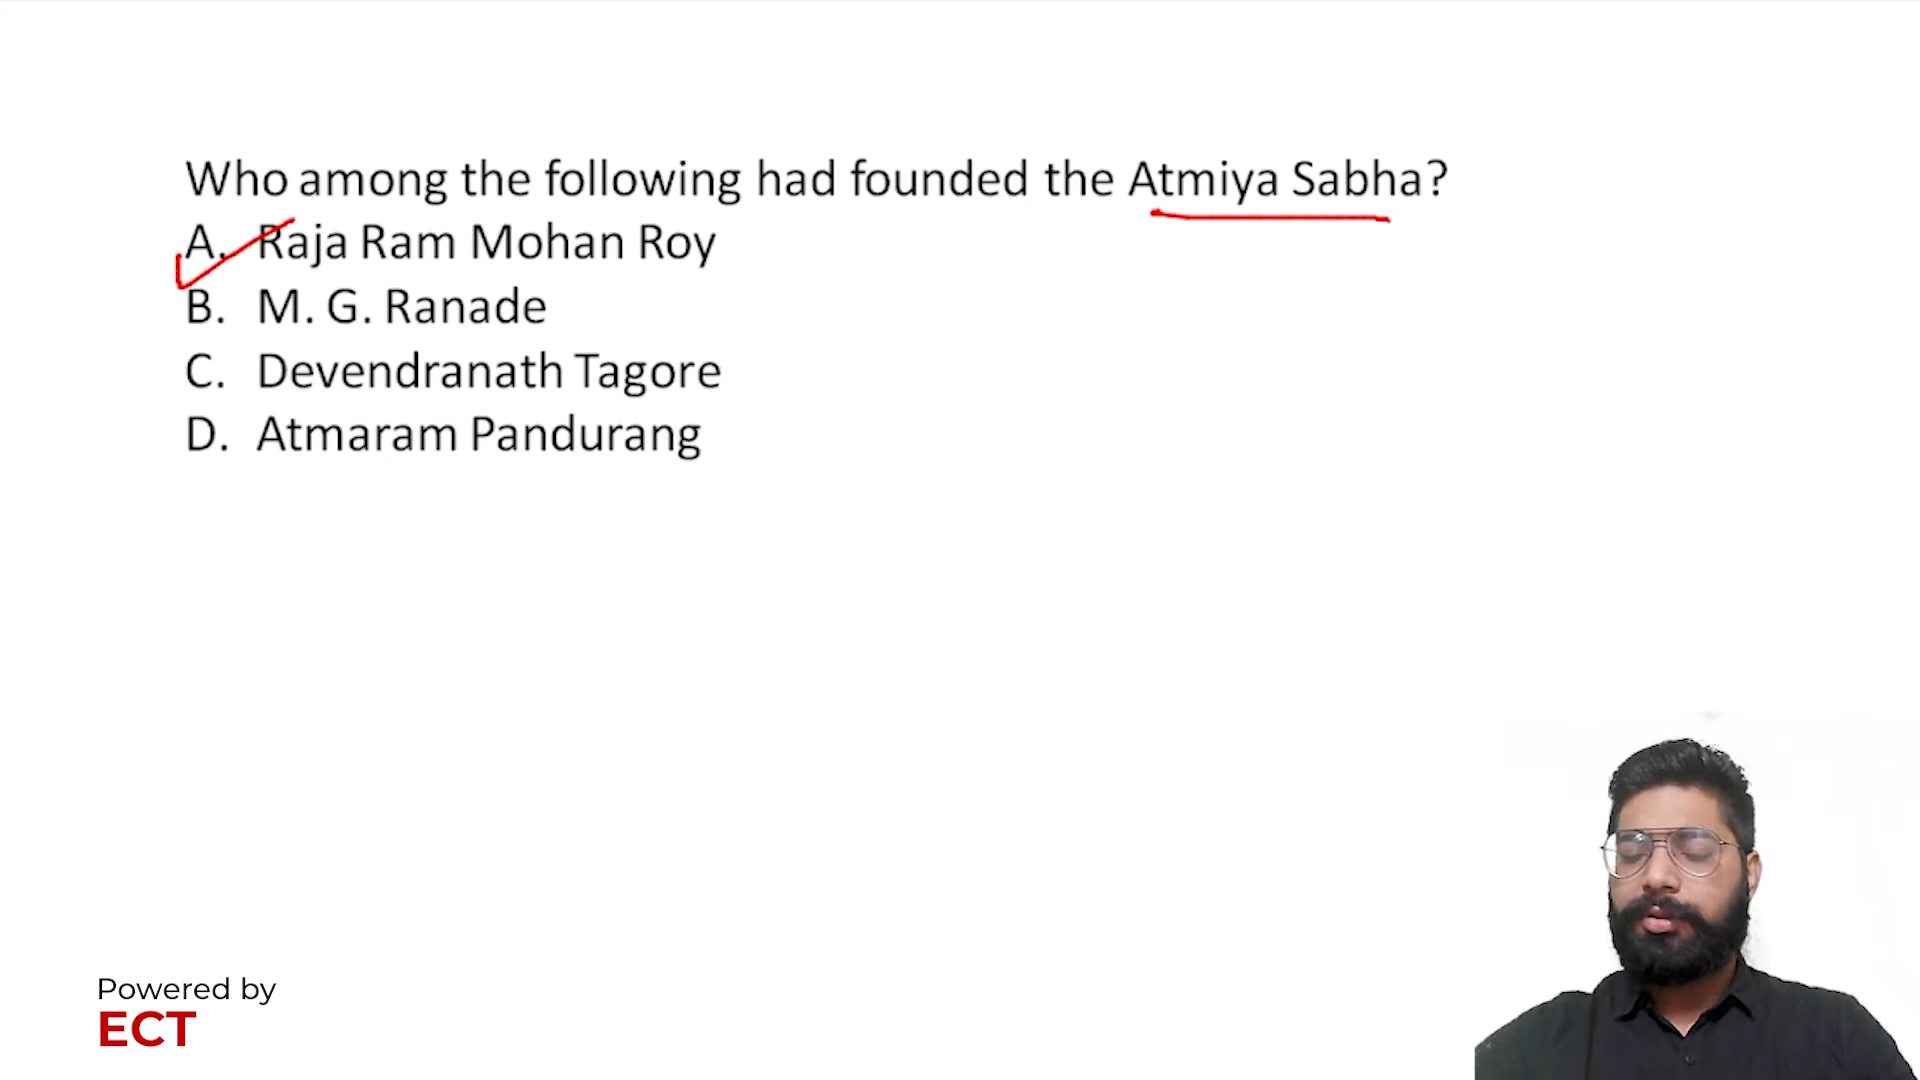 Who among the following had founded the Atmiya Sabha?
A. Raja Ram Mohan Roy
B. M. G. Ranade
C. Devendranath Tagore
D. Atmaram Pandurang
Powered by
ECT